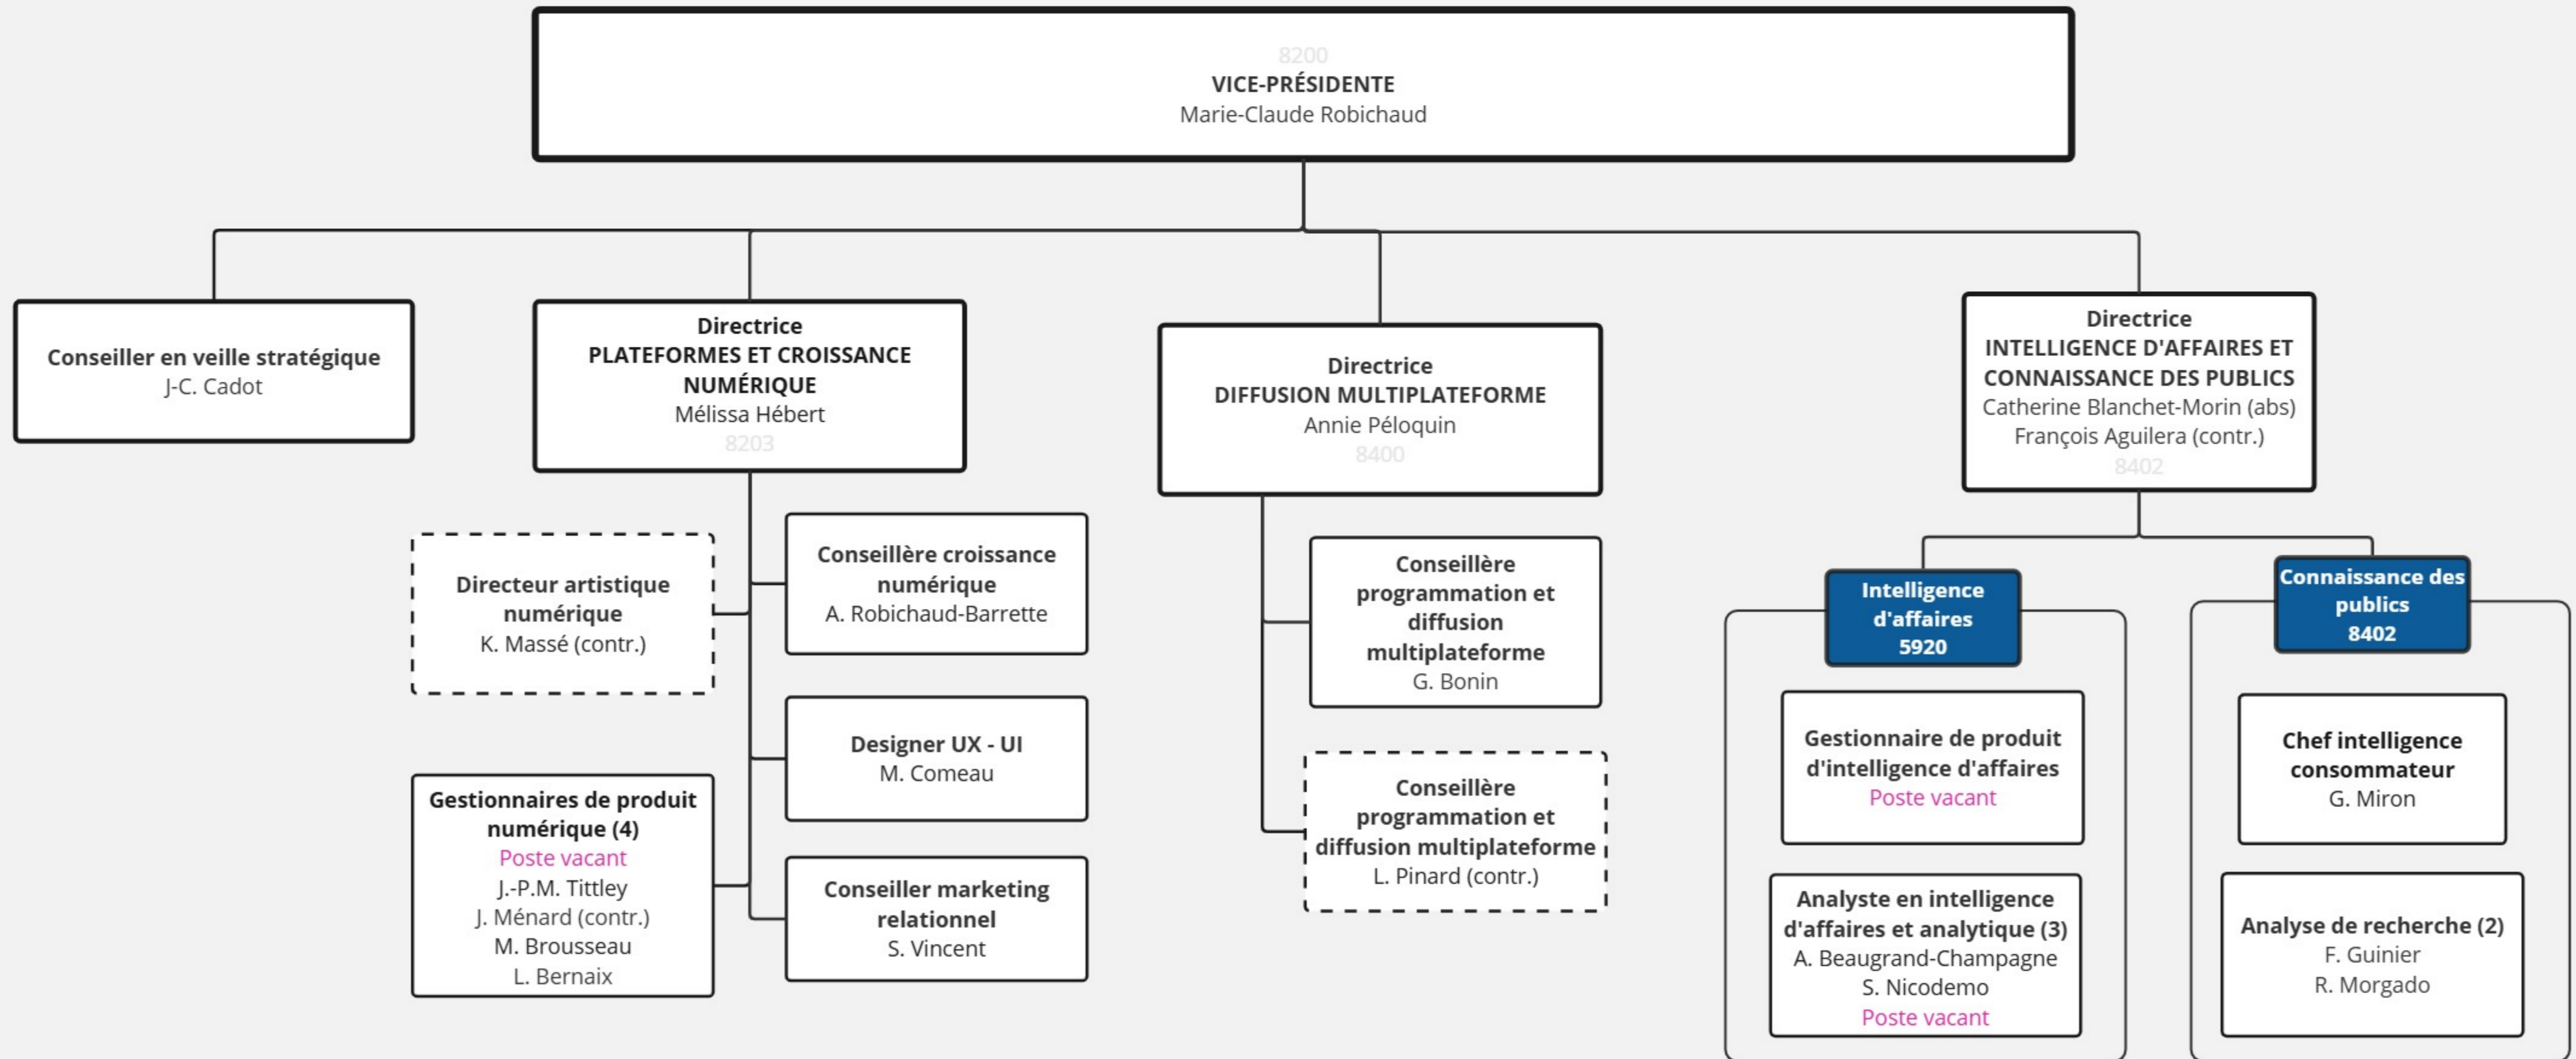 8200
VICE-PRÉSIDENTE
Marie-Claude Robichaud
Conseiller en veille stratégique
J-C. Cadot
Directrice
PLATEFORMES ET CROISSANCE
NUMÉRIQUE
Mélissa Hébert
8203
Directeur artistique
numérique
K. Massé (contr.)
Gestionnaires de produit
numérique (4)
Poste vacant
J.-P.M. Tittley
J. Ménard (contr.)
M. Brousseau
L. Bernaix
Conseillère croissance
numérique
A. Robichaud-Barrette
Designer UX - UI
M. Comeau
Conseiller marketing
relationnel
S. Vincent
Directrice
DIFFUSION MULTIPLATEFORME
Annie Péloquin
8400
Conseillère
programmation et
diffusion
multiplateforme
G. Bonin
Conseillère
programmation et
diffusion multiplateforme
L. Pinard (contr.)
Directrice
INTELLIGENCE D'AFFAIRES ET
CONNAISSANCE DES PUBLICS
Catherine Blanchet-Morin (abs)
François Aguilera (contr.)
8402
Intelligence
d'affaires
5920
Gestionnaire de produit
d'intelligence d'affaires
Poste vacant
Analyste en intelligence
d'affaires et analytique (3)
A. Beaugrand-Champagne
S. Nicodemo
Poste vacant
Connaissance des
publics
8402
Chef intelligence
consommateur
G. Miron
Analyse de recherche (2)
F. Guinier
R. Morgado